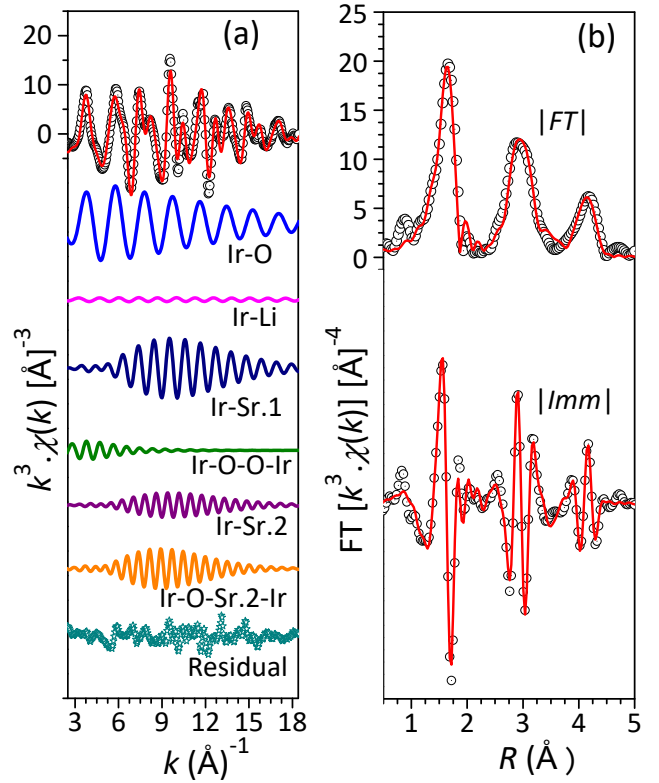 (a)
20
10
0
Ir-O
Ir-Li
Ir-Sr.1
Ir-O-O-Ir
Ir-Sr.2
Ir-O-Sr.2-Ir
Residual
3 6 9 12 15 18
k (Å)⁻¹
k³.χ(k) [Å]⁻³
(b)
25
20
15
10
5
0
|FT|
|Imm|
1 2 3 4 5
R (Å)
FT [k³.χ(k)] [Å]⁻⁴